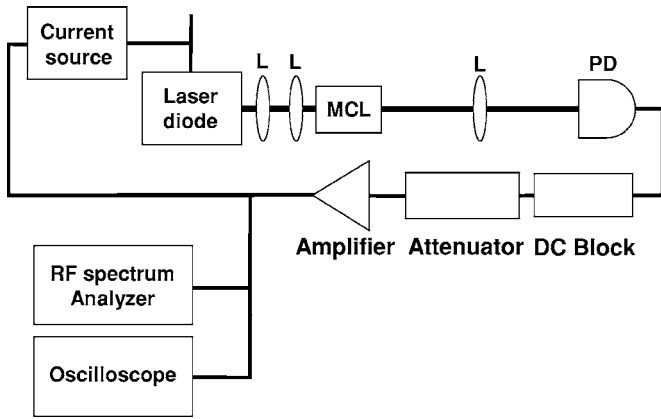 Current
source
L
L
L
PD
Laser
diode
MCL
Amplifier
Attenuator
DC Block
RF spectrum
Analyzer
Oscilloscope